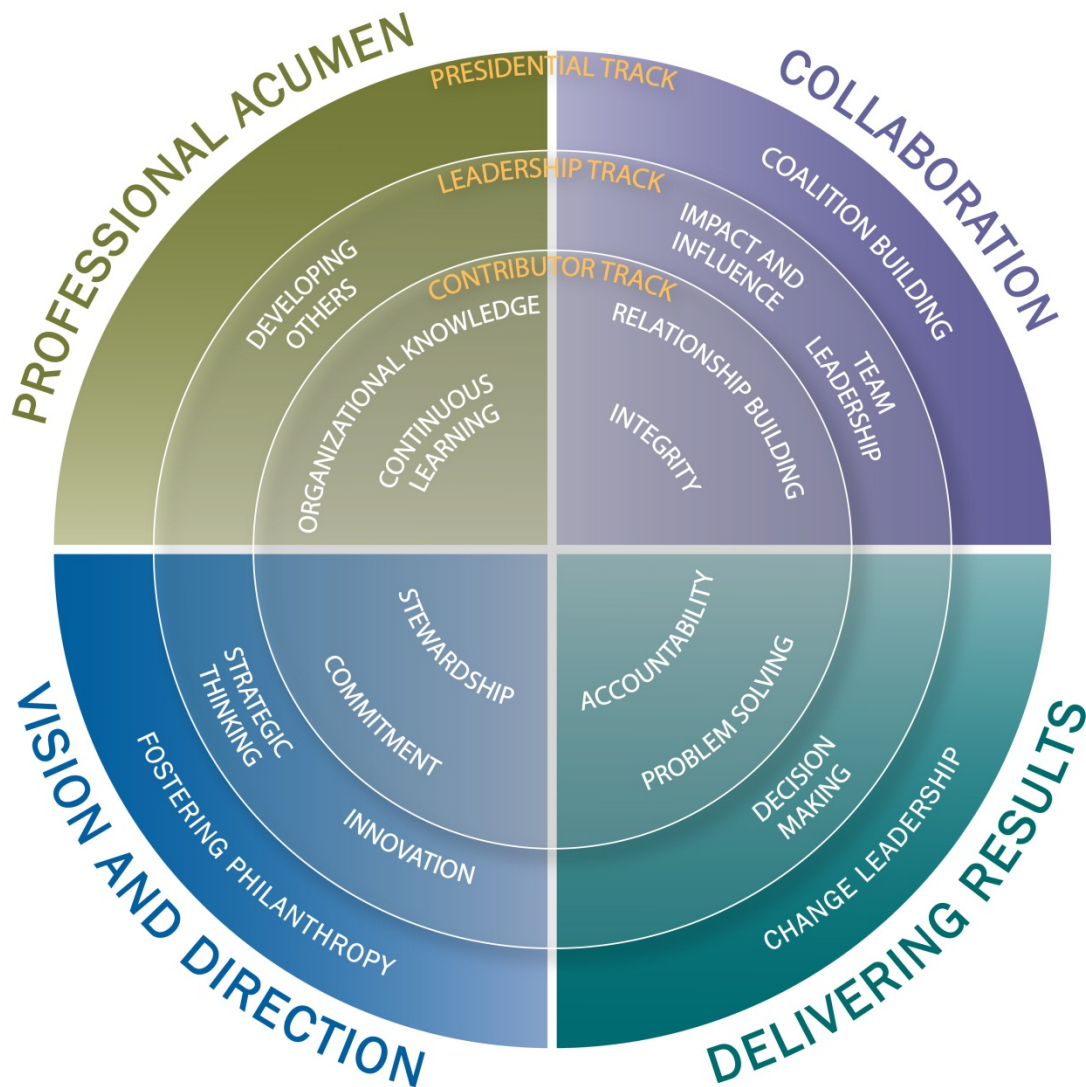 PROFESSIONAL ACUMEN
COLLABORATION
PRESIDENTIAL TRACK
LEADERSHIP TRACK
CONTRIBUTOR TRACK
DEVELOPING
OTHERS
ORGANIZATIONAL KNOWLEDGE
CONTINUOUS
LEARNING
COALITION BUILDING
IMPACT AND
INFLUENCE
TEAM
LEADERSHIP
RELATIONSHIP BUILDING
INTEGRITY
STEWARDSHIP
COMMITMENT
STRATEGIC
THINKING
INNOVATION
FOSTERING PHILANTHROPY
VISION AND DIRECTION
ACCOUNTABILITY
PROBLEM SOLVING
DECISION
MAKING
CHANGE LEADERSHIP
DELIVERING RESULTS